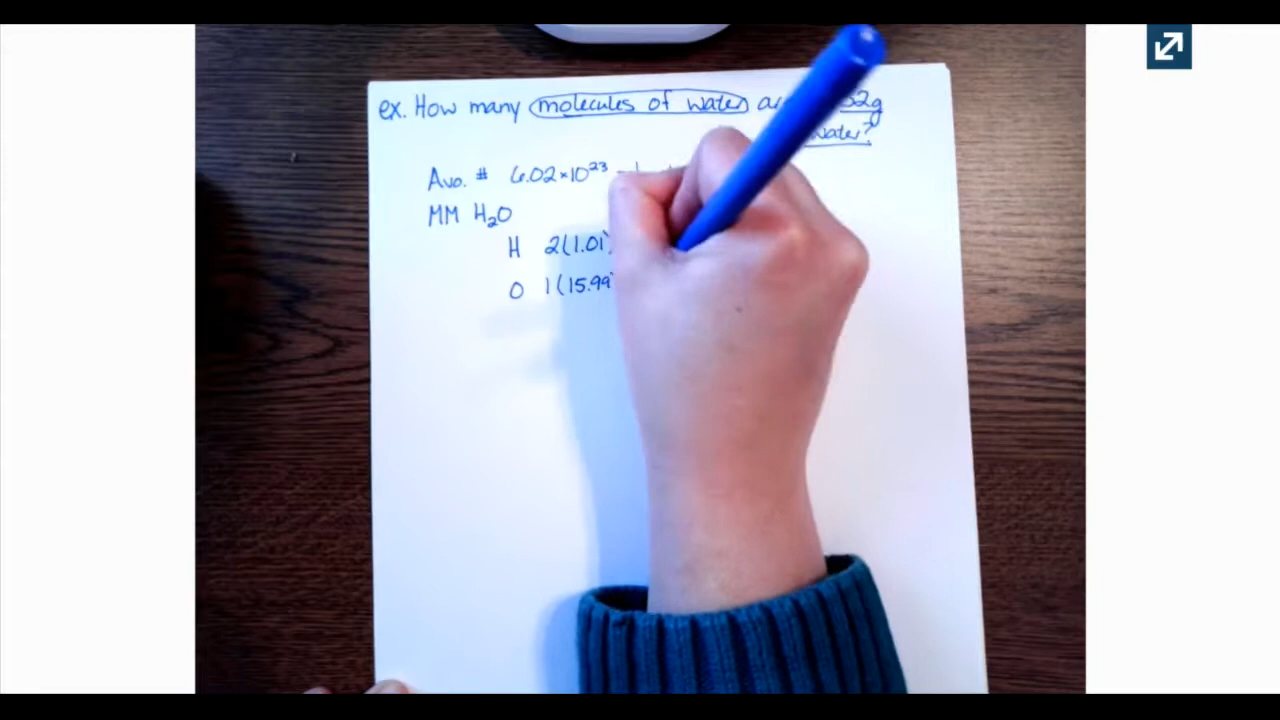 ex. How many molecules of water
water?
Avo. # 6.02×10²³
MM H₂O
H 2(1.01)
O 1(15.99